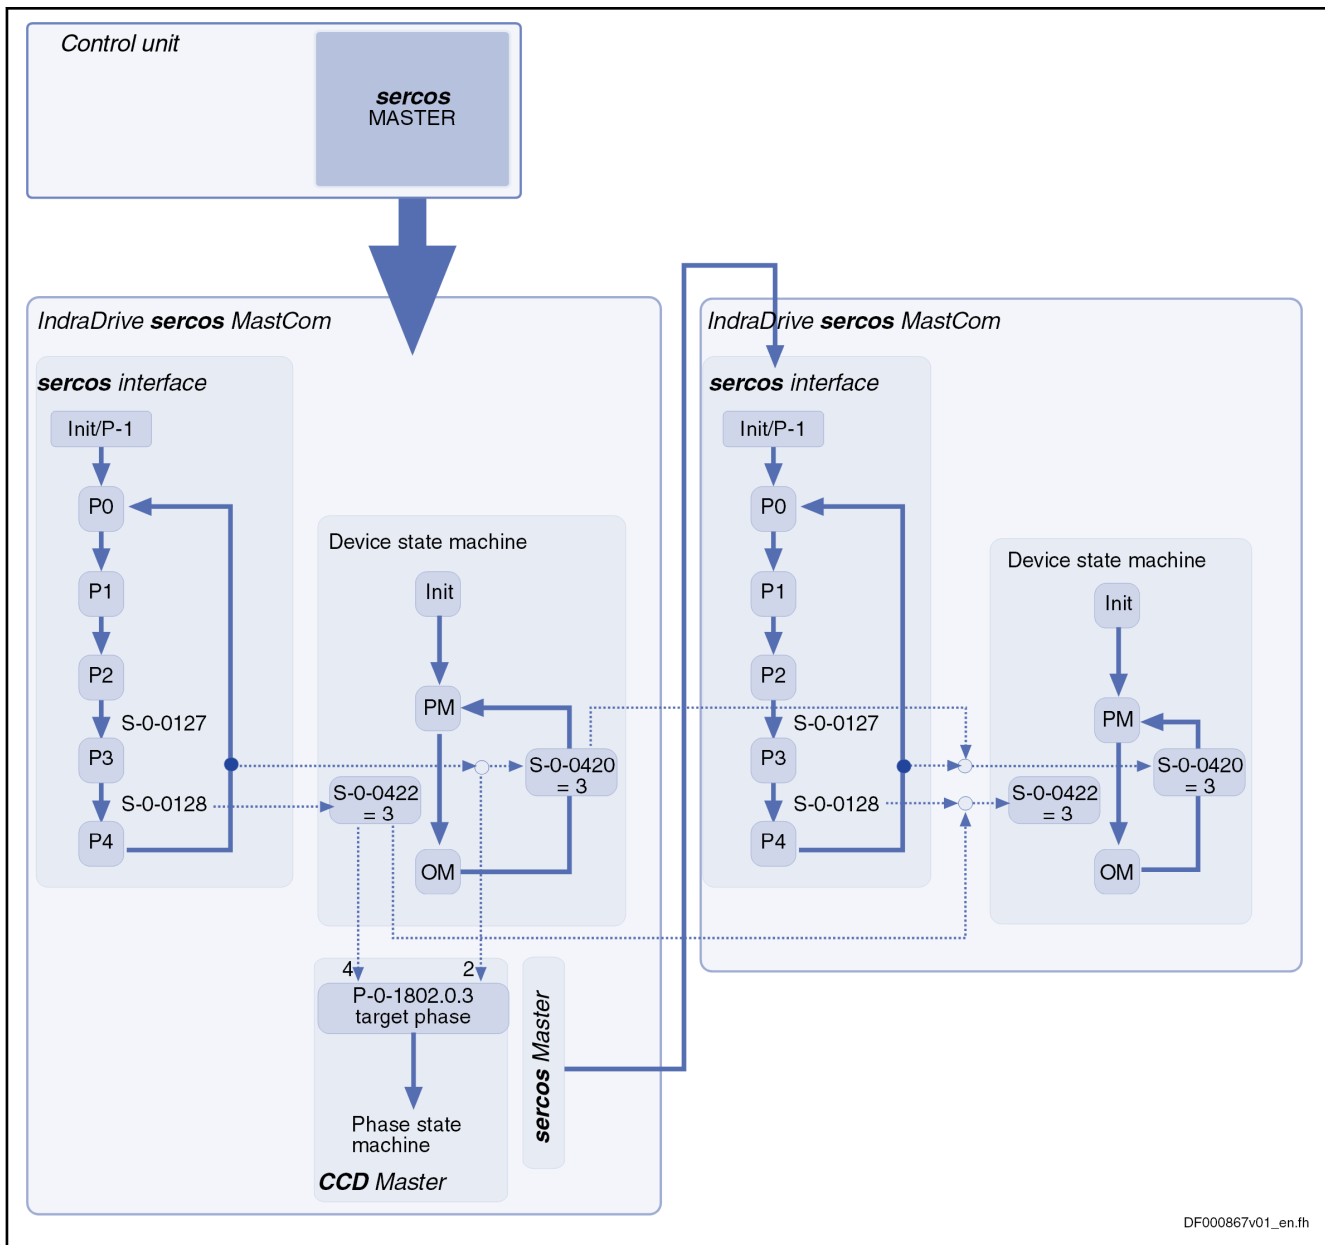 Control unit
sercos
MASTER
IndraDrive sercos MastCom
sercos interface
Init/P-1
P0
P1
P2
S-0-0127
P3
S-0-0128
P4
Device state machine
Init
PM
S-0-0420
= 3
S-0-0422
= 3
OM
4
2
P-0-1802.0.3
target phase
Phase state
machine
CCD Master
sercos Master
IndraDrive sercos MastCom
sercos interface
Init/P-1
P0
P1
P2
S-0-0127
P3
S-0-0128
P4
Device state machine
Init
PM
S-0-0420
= 3
S-0-0422
= 3
OM
DF000867v01_en.fh